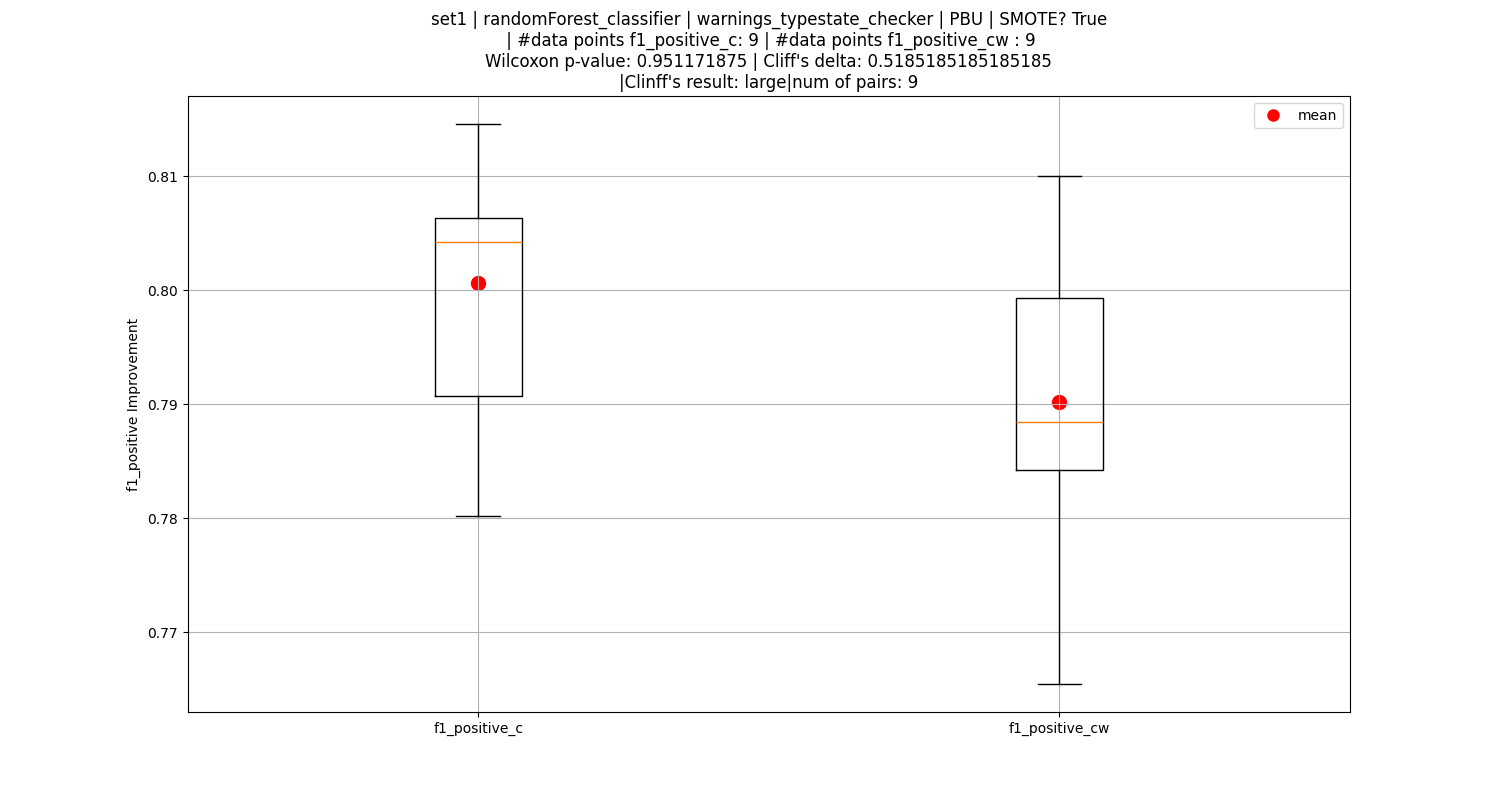 set1 | randomForest_classifier | warnings_typestate_checker | PBU | SMOTE? True
| #data points f1_positive_c: 9 | #data points f1_positive_cw : 9
Wilcoxon p-value: 0.951171875 | Cliff's delta: 0.5185185185185185
|Clinff's result: large|num of pairs: 9
mean
0.81
0.80
0.79
0.78
0.77
f1_positive Improvement
f1_positive_c
f1_positive_cw